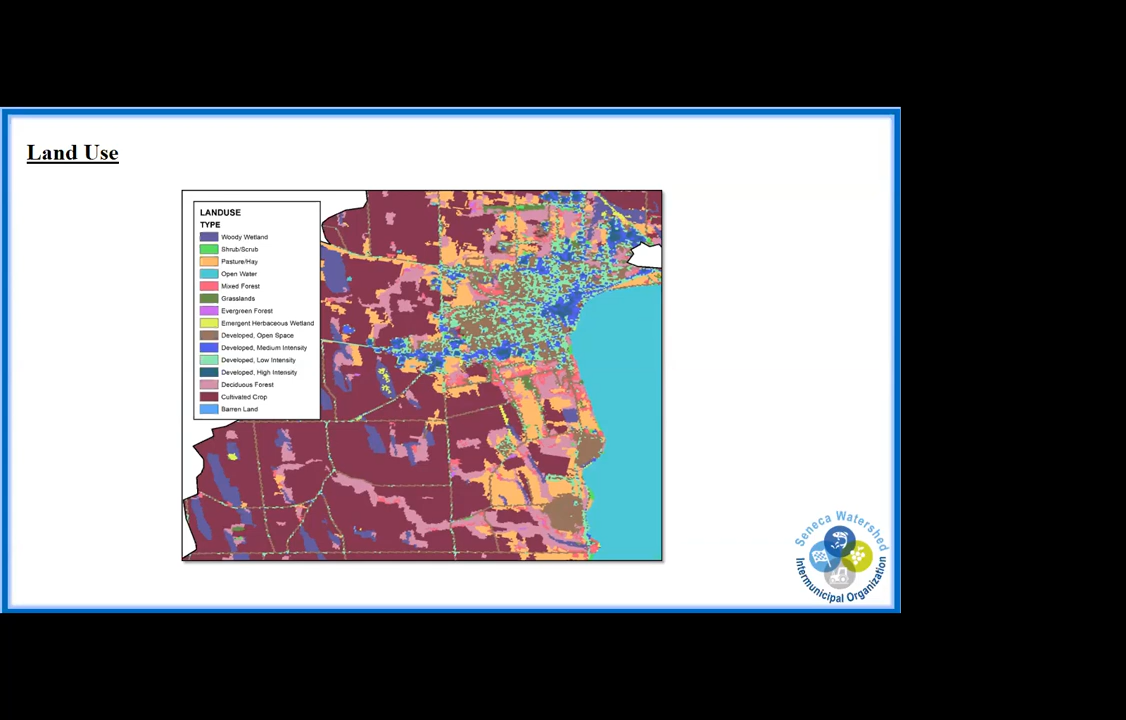 Land Use
LANDUSE
TYPE
Woody Wetland
Shrub/Scrub
Pasture/Hay
Open Water
Mixed Forest
Grasslands
Evergreen Forest
Emergent Herbaceous Wetland
Developed, Open Space
Developed, Medium Intensity
Developed, Low Intensity
Developed, High Intensity
Deciduous Forest
Cultivated Crop
Barren Land
Seneca Watershed
Intermunicipal Organization